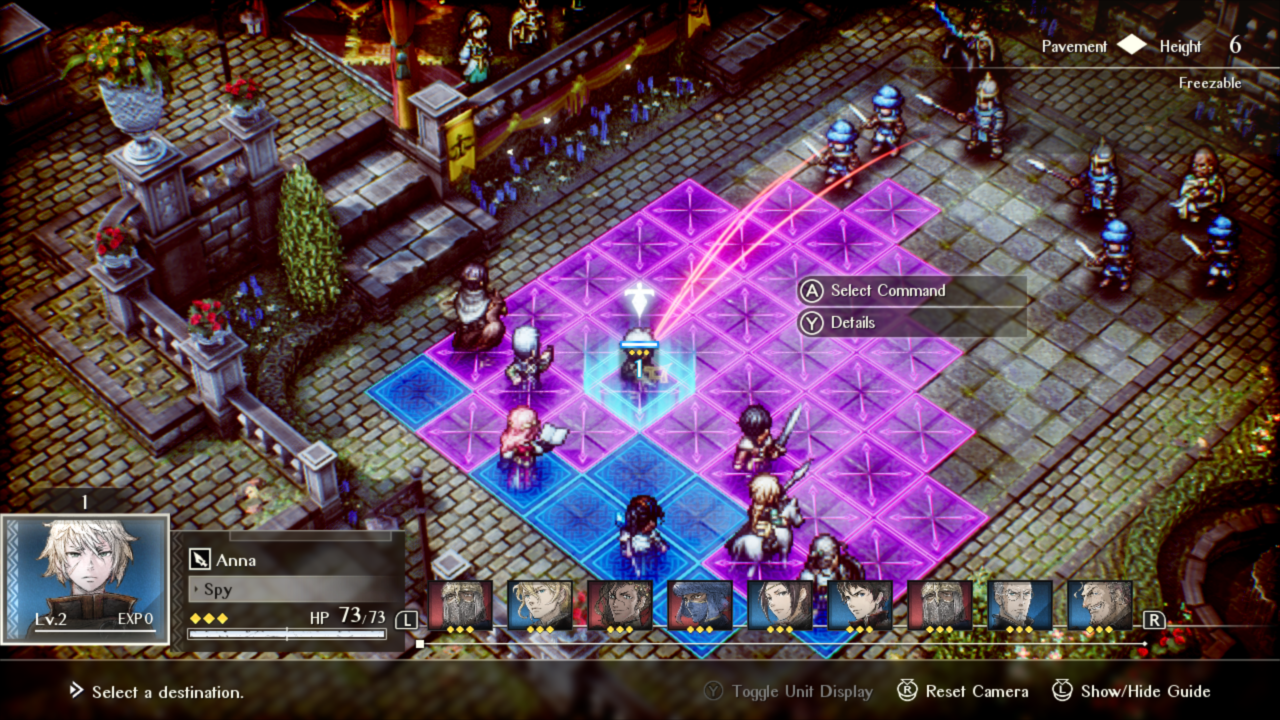 Pavement Height 6
Freezable
A Select Command
Y Details
1
1
Anna
Spy
Lv.2 EXP 0
HP 73/73
L
R
Select a destination.
Y Toggle Unit Display
R Reset Camera
L Show/Hide Guide